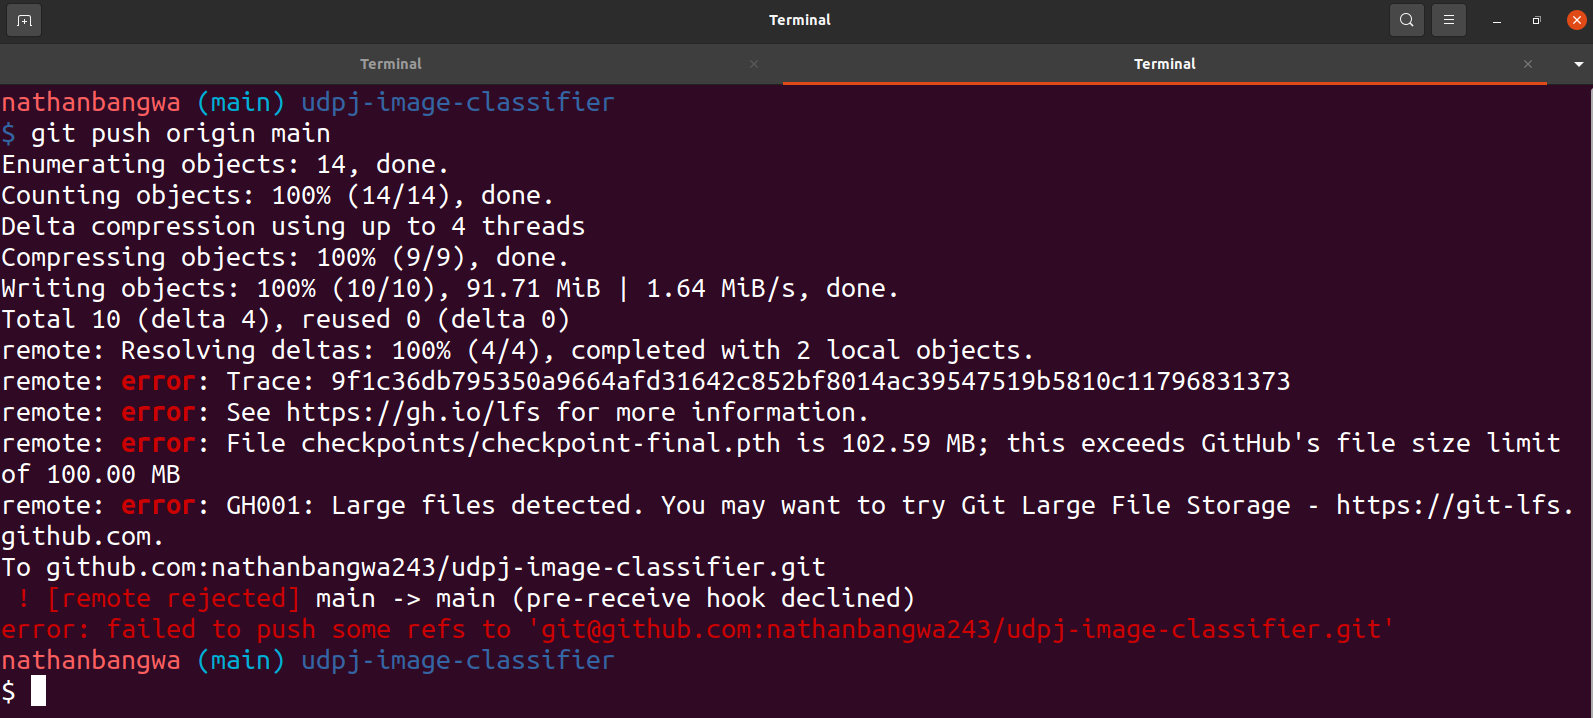 Terminal
Terminal
Terminal
nathanbangwa (main) udpj-image-classifier
$ git push origin main
Enumerating objects: 14, done.
Counting objects: 100% (14/14), done.
Delta compression using up to 4 threads
Compressing objects: 100% (9/9), done.
Writing objects: 100% (10/10), 91.71 MiB | 1.64 MiB/s, done.
Total 10 (delta 4), reused 0 (delta 0)
remote: Resolving deltas: 100% (4/4), completed with 2 local objects.
remote: error: Trace: 9f1c36db795350a9664afd31642c852bf8014ac39547519b5810c11796831373
remote: error: See https://gh.io/lfs for more information.
remote: error: File checkpoints/checkpoint-final.pth is 102.59 MB; this exceeds GitHub's file size limit
of 100.00 MB
remote: error: GH001: Large files detected. You may want to try Git Large File Storage - https://git-lfs.
github.com.
To github.com:nathanbangwa243/udpj-image-classifier.git
! [remote rejected] main -> main (pre-receive hook declined)
error: failed to push some refs to 'git@github.com:nathanbangwa243/udpj-image-classifier.git'
nathanbangwa (main) udpj-image-classifier
$